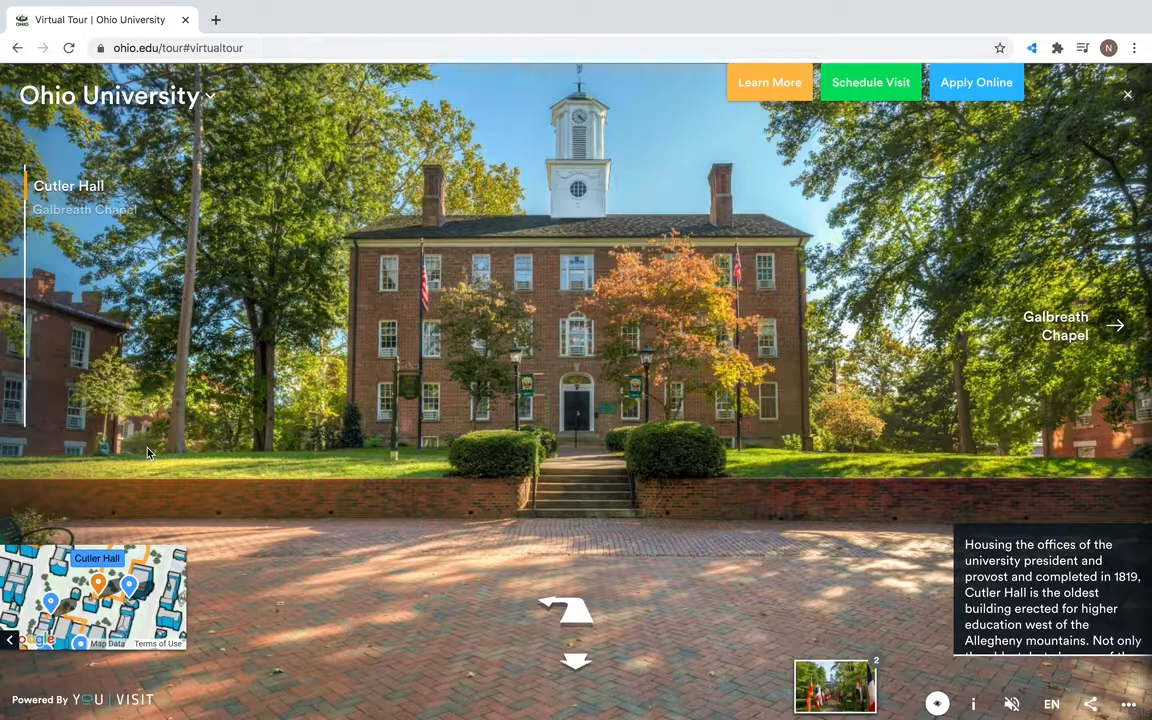 Virtual Tour | Ohio University
ohio.edu/tour#virtualtour
N
Ohio University
Learn More
Schedule Visit
Apply Online
Cutler Hall
Galbreath Chapel
Galbreath
Chapel
Cutler Hall
Map Data
Terms of Use
Housing the offices of the
university president and
provost and completed in 1819,
Cutler Hall is the oldest
building erected for higher
education west of the
Allegheny mountains. Not only
2
Powered By YOU VISIT
EN